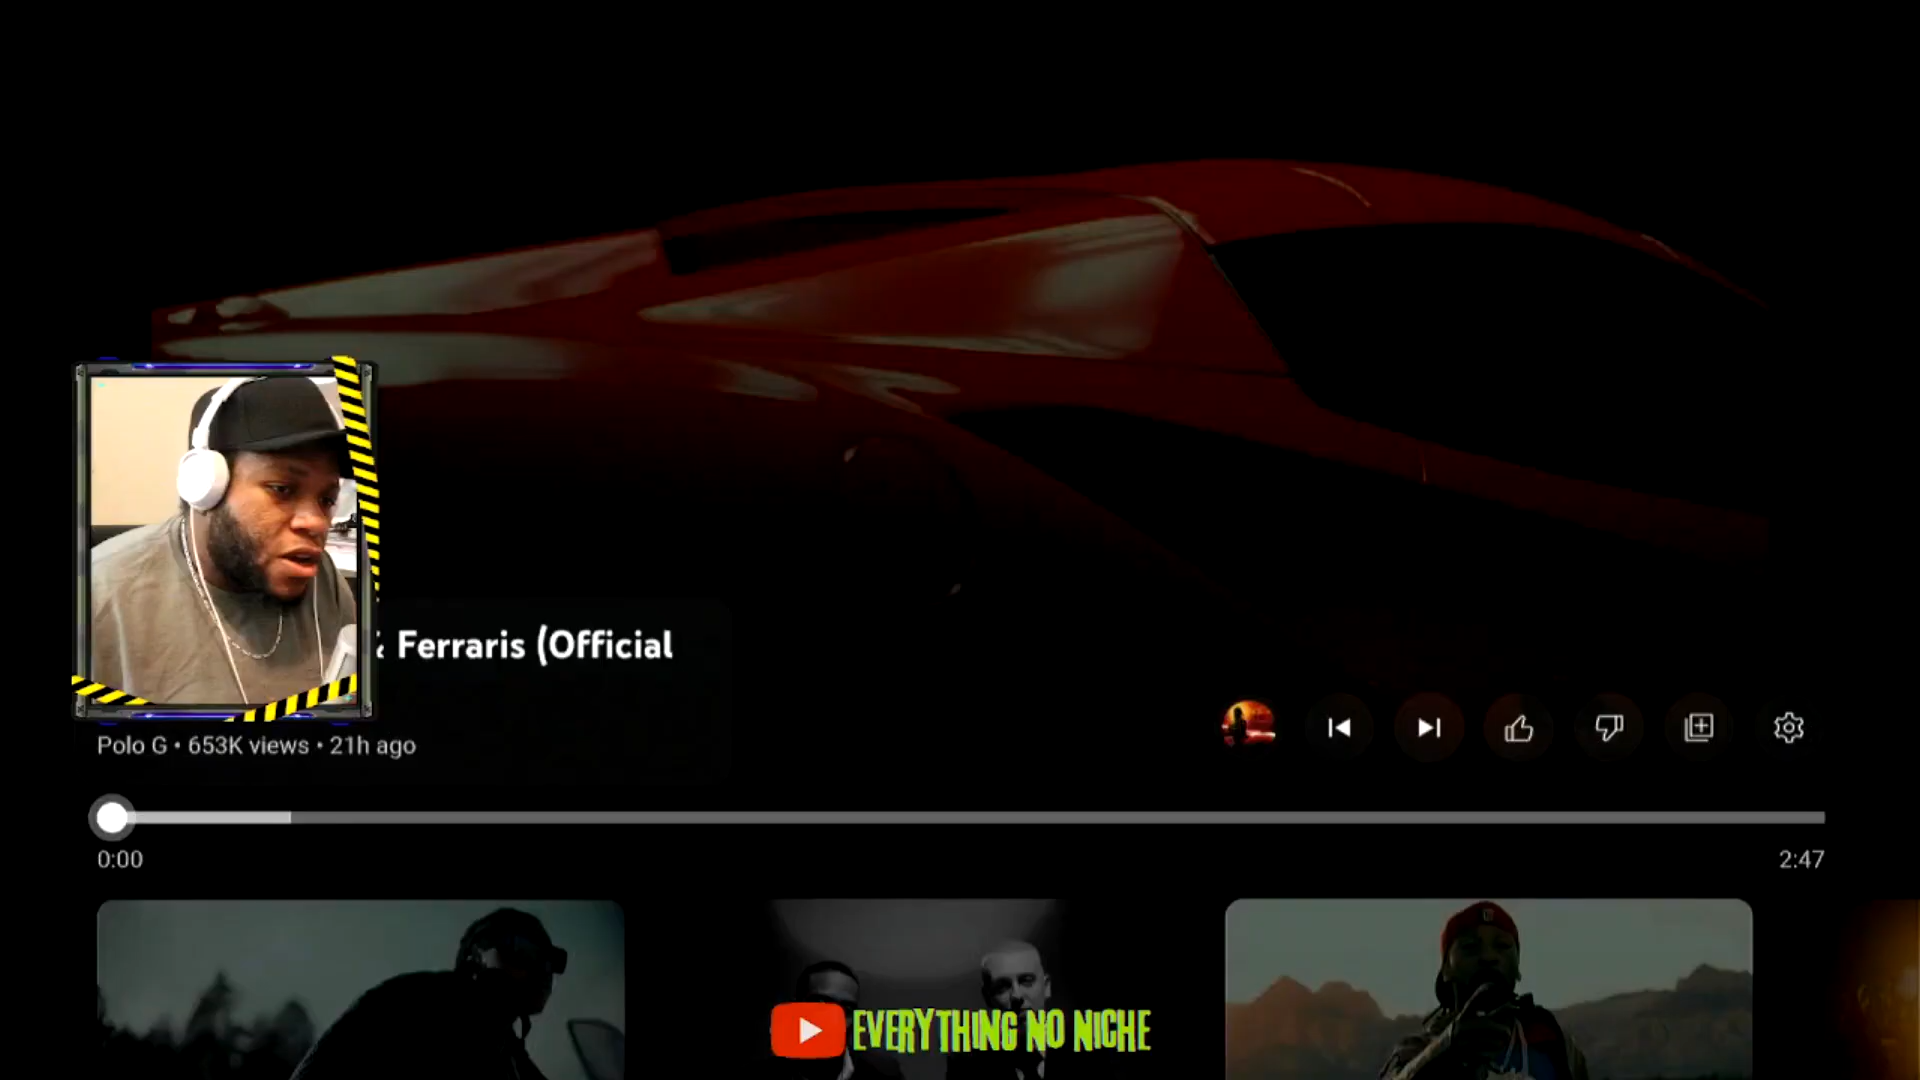 & Ferraris (Official
Polo G • 653K views • 21h ago
0:00
2:47
EVERYTHING NO NICHE